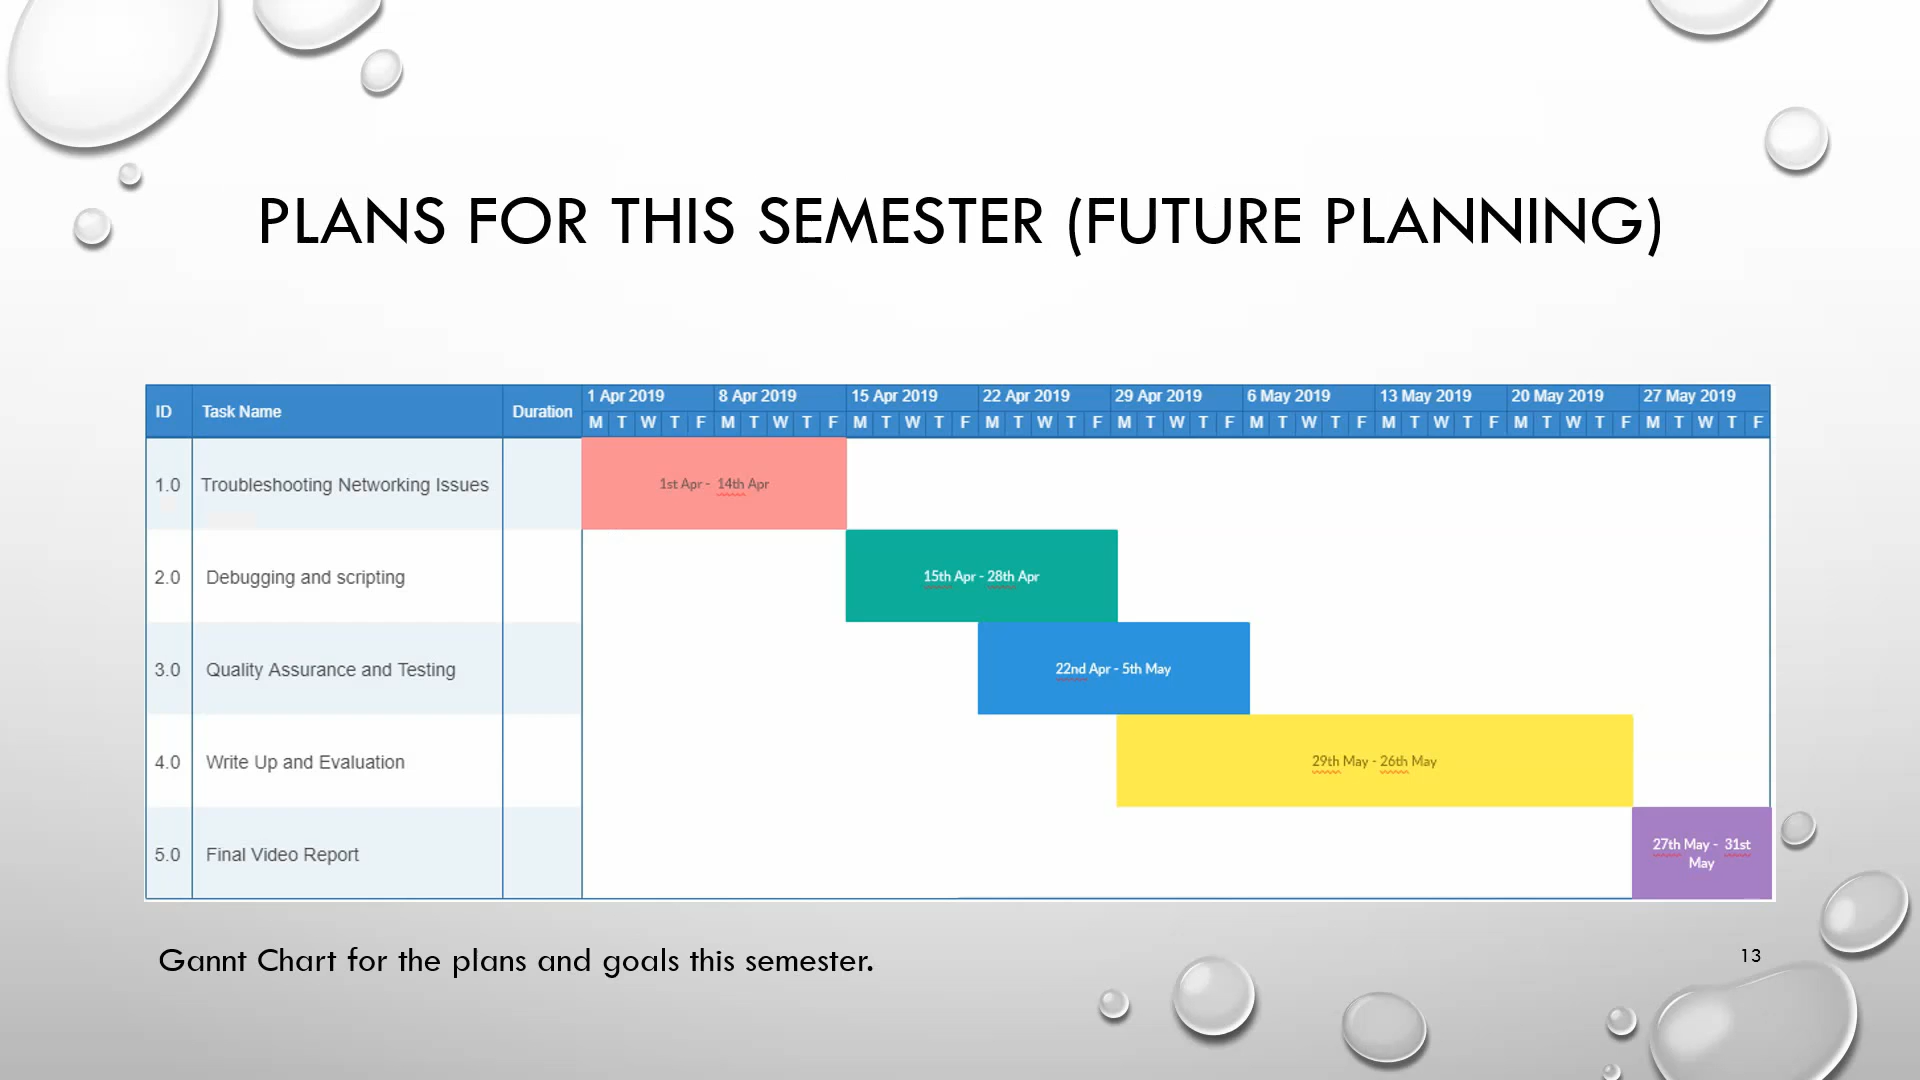 PLANS FOR THIS SEMESTER (FUTURE PLANNING)
ID Task Name Duration 1 Apr 2019 8 Apr 2019 15 Apr 2019 22 Apr 2019 29 Apr 2019 6 May 2019 13 May 2019 20 May 2019 27 May 2019
M T W T F M T W T F M T W T F M T W T F M T W T F M T W T F M T W T F M T W T F M T W T F
1.0 Troubleshooting Networking Issues 1st Apr - 14th Apr
2.0 Debugging and scripting 15th Apr - 28th Apr
3.0 Quality Assurance and Testing 22nd Apr - 5th May
4.0 Write Up and Evaluation 29th May - 26th May
5.0 Final Video Report 27th May - 31st
May
Gannt Chart for the plans and goals this semester.
13